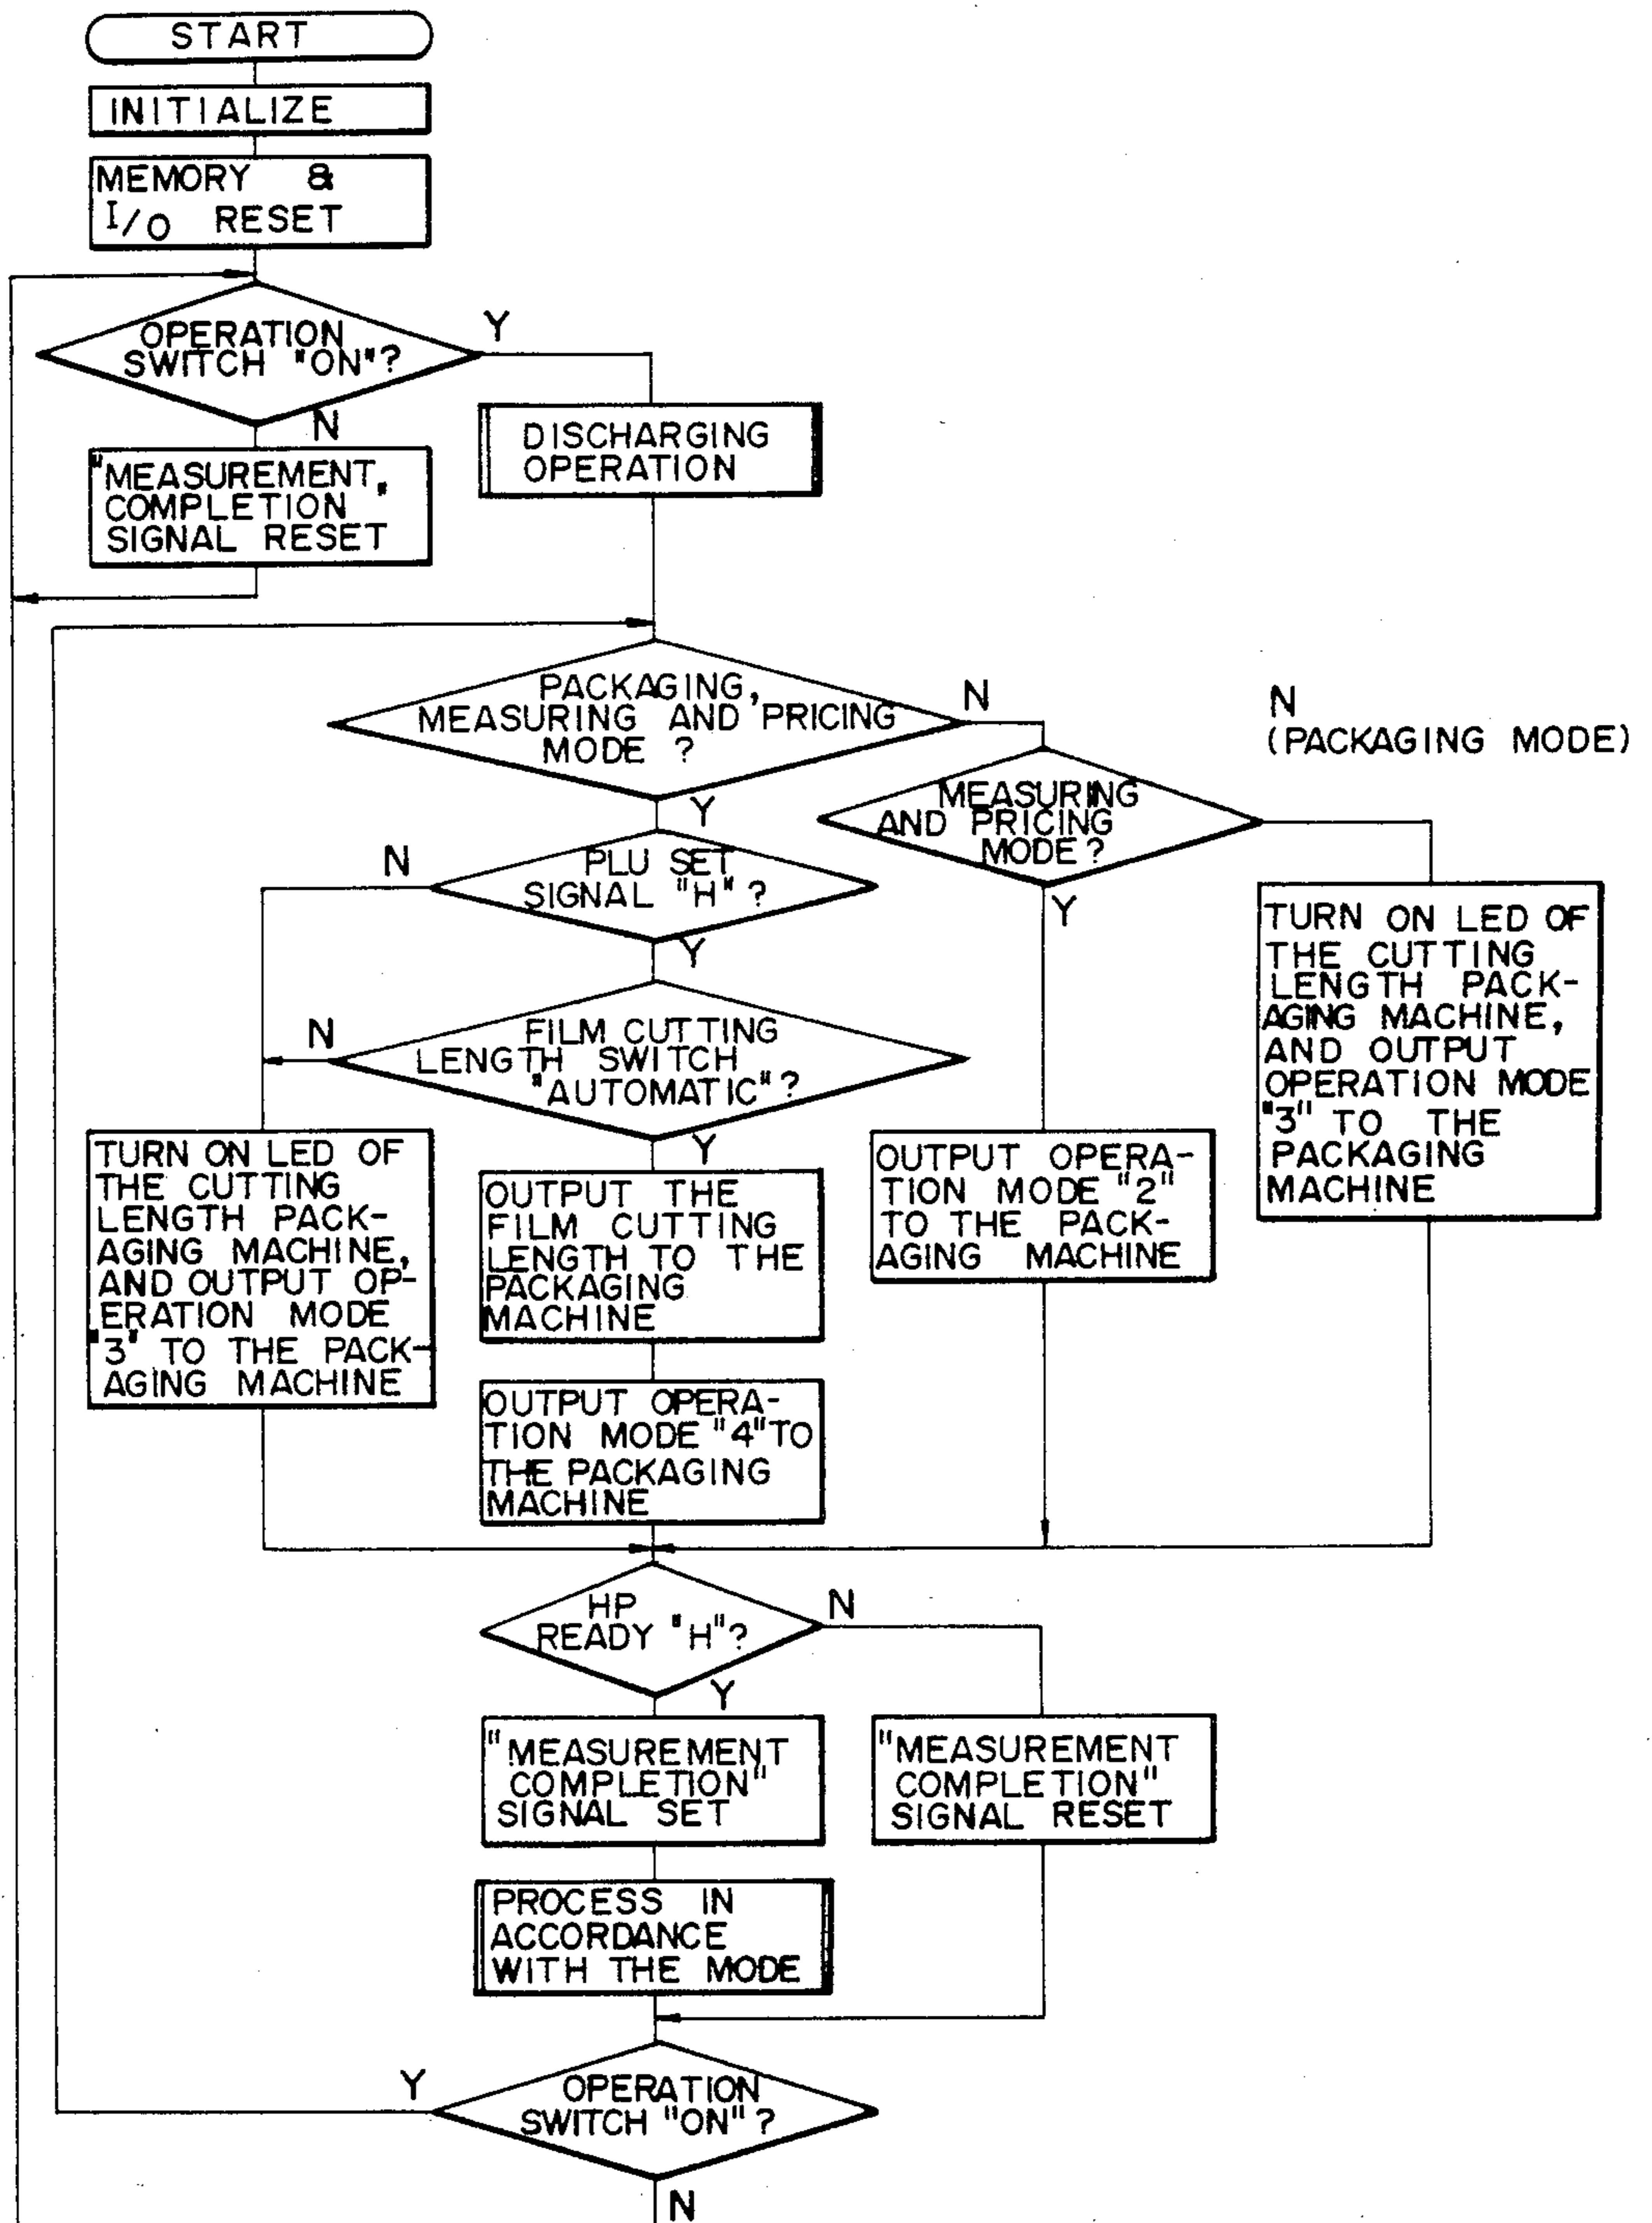 START
INITIALIZE
MEMORY &
I/O RESET
OPERATION
SWITCH "ON"?
Y
N
"MEASUREMENT
COMPLETION"
SIGNAL RESET
DISCHARGING
OPERATION
PACKAGING,
MEASURING AND PRICING
MODE ?
N
Y
N
(PACKAGING MODE)
MEASURING
AND PRICING
MODE?
Y
PLU SET
SIGNAL "H" ?
N
Y
FILM CUTTING
LENGTH SWITCH
"AUTOMATIC"?
N
Y
TURN ON LED OF
THE CUTTING
LENGTH PACK-
AGING MACHINE,
AND OUTPUT OP-
ERATION MODE
"3" TO THE PACK-
AGING MACHINE
OUTPUT THE
FILM CUTTING
LENGTH TO THE
PACKAGING
MACHINE
OUTPUT OPERA-
TION MODE "4" TO
THE PACKAGING
MACHINE
OUTPUT OPERA-
TION MODE "2"
TO THE PACK-
AGING MACHINE
TURN ON LED OF
THE CUTTING
LENGTH PACK-
AGING MACHINE,
AND OUTPUT
OPERATION MODE
"3" TO THE
PACKAGING
MACHINE
HP
READY "H"?
N
Y
"MEASUREMENT
COMPLETION"
SIGNAL SET
"MEASUREMENT
COMPLETION"
SIGNAL RESET
PROCESS IN
ACCORDANCE
WITH THE MODE
Y
OPERATION
SWITCH "ON" ?
N